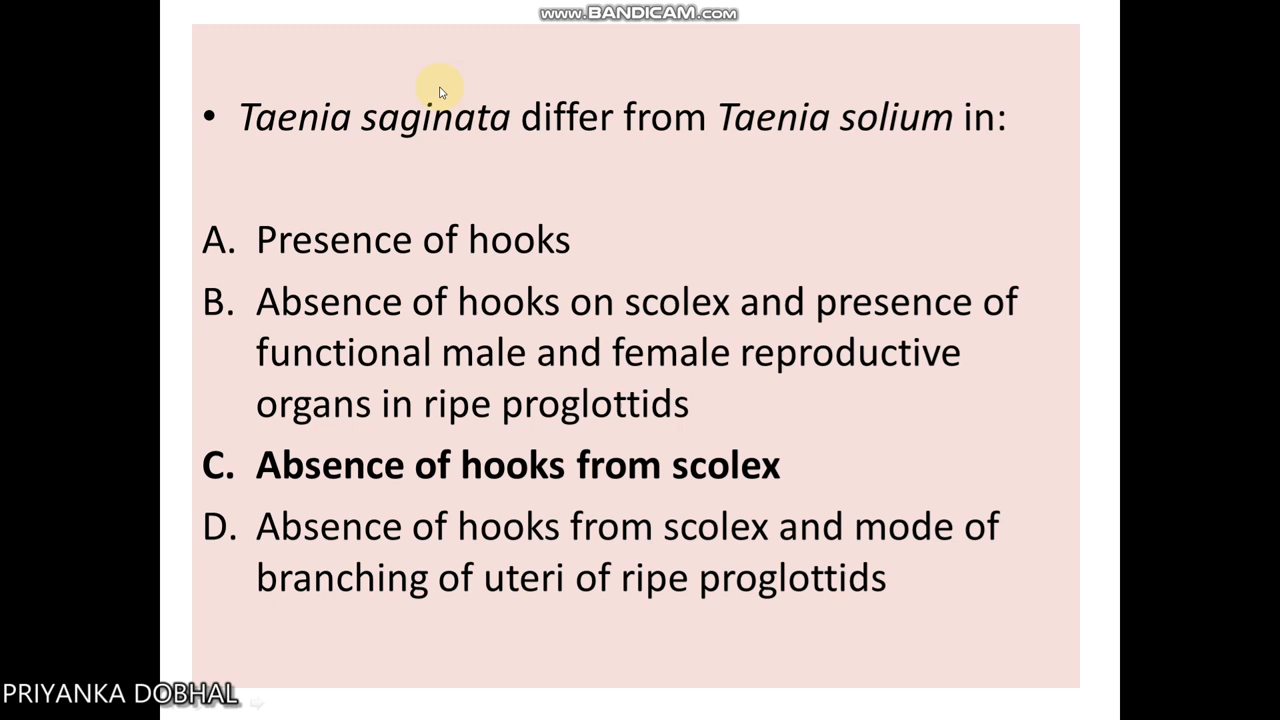 www.BANDICAM.com
• Taenia saginata differ from Taenia solium in:
A. Presence of hooks
B. Absence of hooks on scolex and presence of
functional male and female reproductive
organs in ripe proglottids
C. Absence of hooks from scolex
D. Absence of hooks from scolex and mode of
branching of uteri of ripe proglottids
PRIYANKA DOBHAL